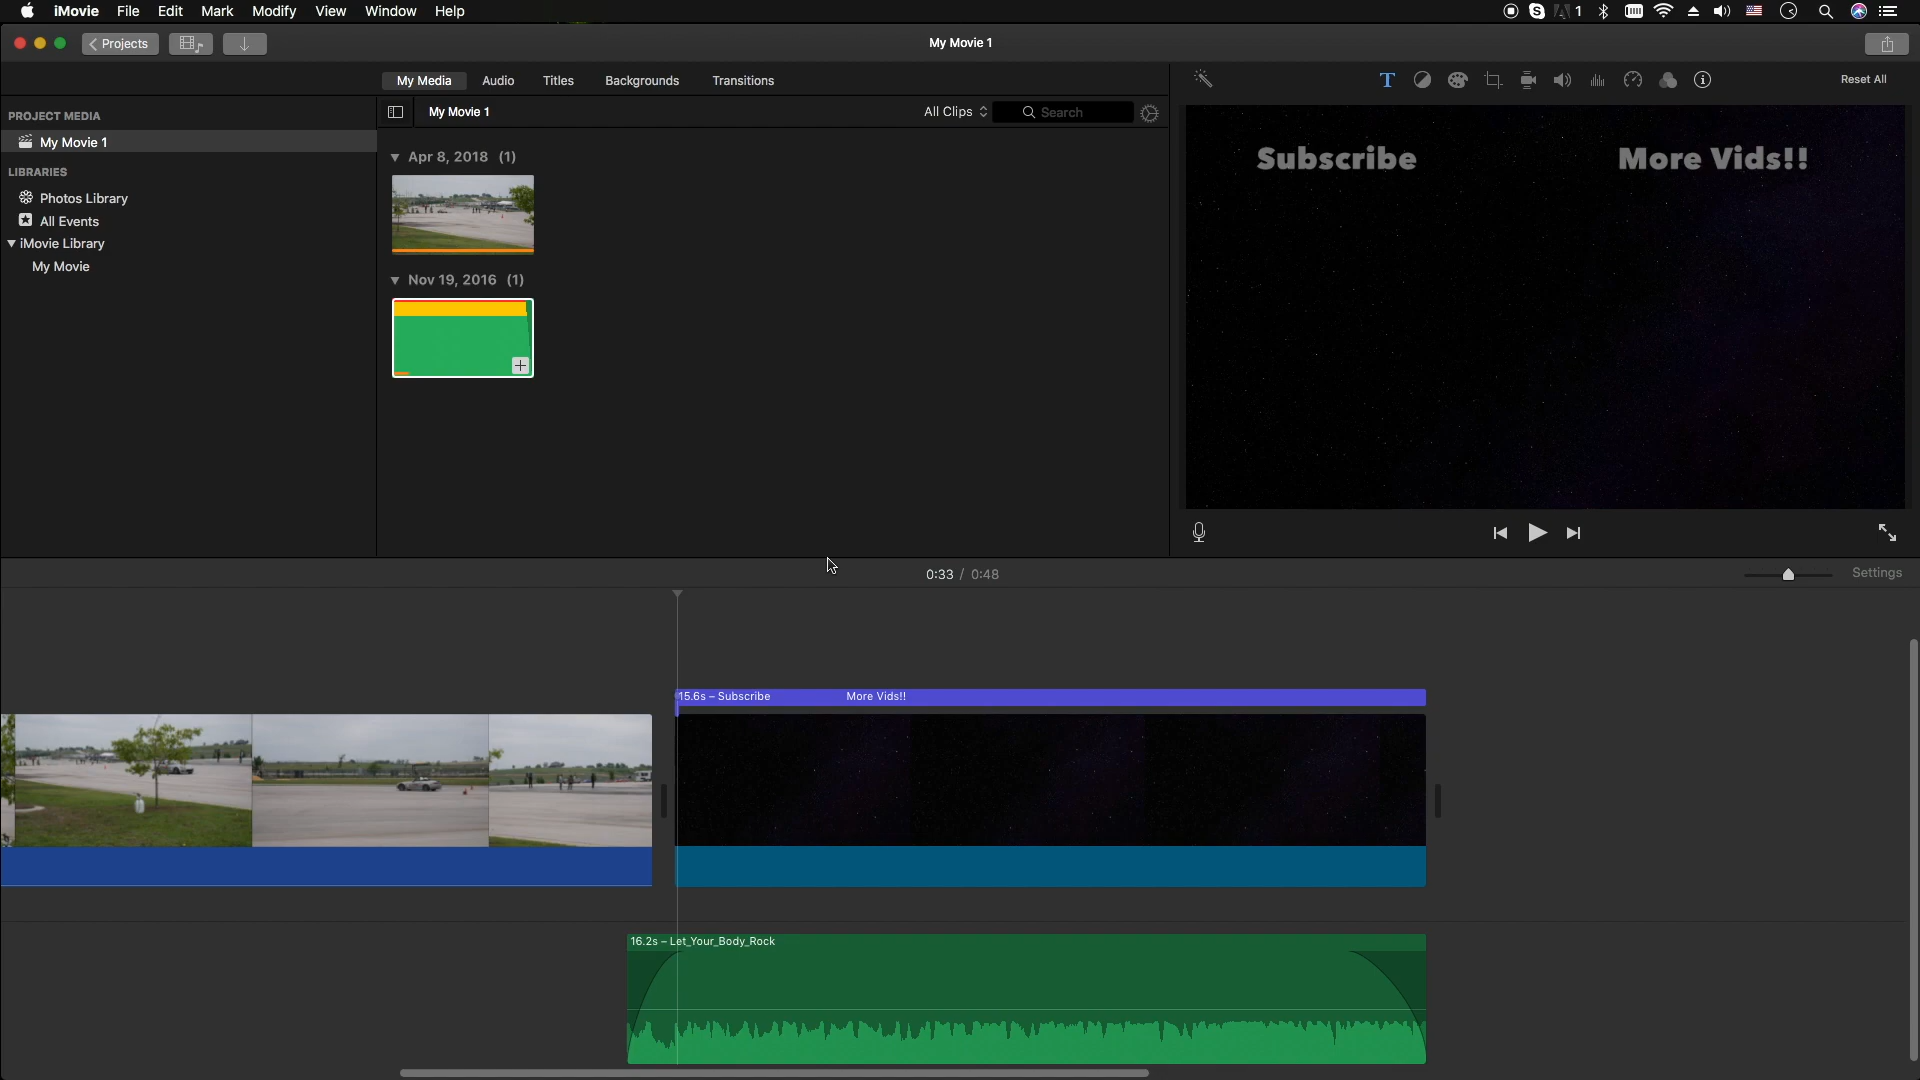 iMovie File Edit Mark Modify View Window Help 1
Projects My Movie 1
My Media Audio Titles Backgrounds Transitions Reset All
PROJECT MEDIA
My Movie 1
LIBRARIES
Photos Library
All Events
iMovie Library
My Movie
My Movie 1 All Clips Search
Apr 8, 2018 (1)
Nov 19, 2016 (1)
Subscribe More Vids!!
0:33 / 0:48 Settings
15.6s – Subscribe More Vids!!
16.2s – Let_Your_Body_Rock